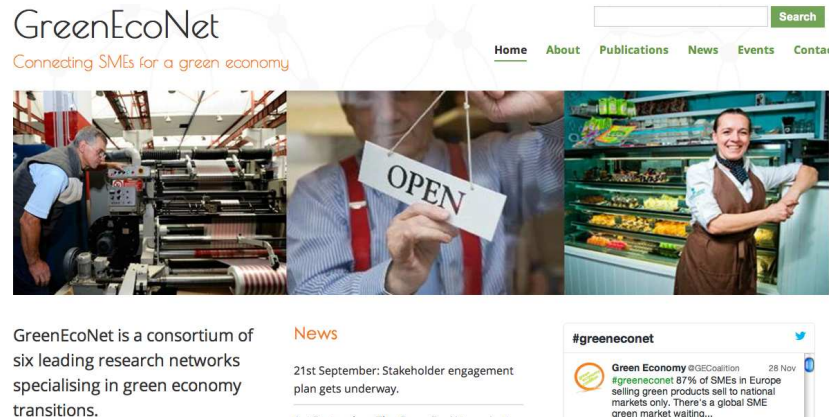 GreenEcoNet
Search
Connecting SMEs for a green economy
Home About Publications News Events Contac
OPEN
GreenEcoNet is a consortium of
six leading research networks
specialising in green economy
transitions.
News
21st September: Stakeholder engagement
plan gets underway.
#greeneconet
Green Economy @GECoalition 28 Nov
#greeneconet 87% of SMEs in Europe
selling green products sell to national
markets only. There's a global SME
green market waiting...